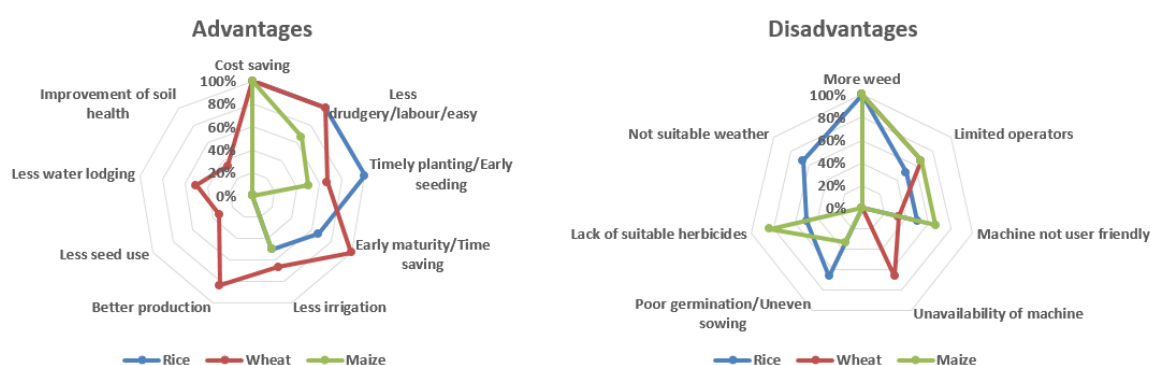 Advantages
Cost saving
100%
80%
60%
40%
20%
0%
Less
drudgery/labour/easy
Timely planting/Early
seeding
Early maturity/Time
saving
Less irrigation
Better production
Less seed use
Less water lodging
Improvement of soil
health
Rice
Wheat
Maize
Disadvantages
More weed
100%
80%
60%
40%
20%
0%
Limited operators
Machine not user friendly
Unavailability of machine
Poor germination/Uneven
sowing
Lack of suitable herbicides
Not suitable weather
Rice
Wheat
Maize